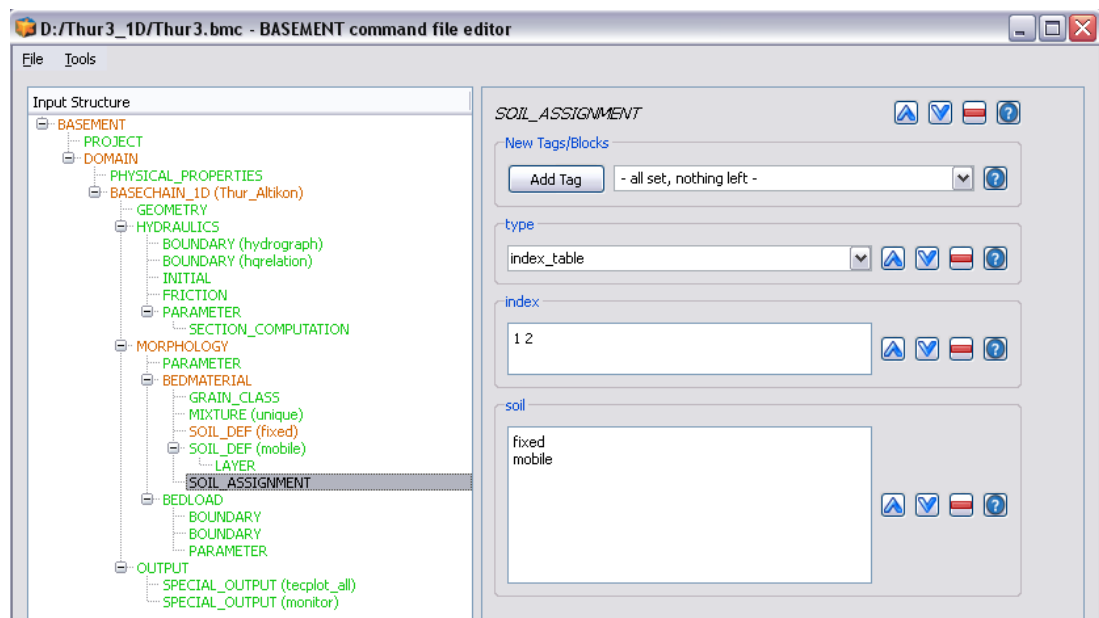 D:/Thur3_1D/Thur3.bmc - BASEMENT command file editor
File Tools
Input Structure
BASEMENT
PROJECT
DOMAIN
PHYSICAL_PROPERTIES
BASECHAIN_1D (Thur_Altikon)
GEOMETRY
HYDRAULICS
BOUNDARY (hydrograph)
BOUNDARY (hqrelation)
INITIAL
FRICTION
PARAMETER
SECTION_COMPUTATION
MORPHOLOGY
PARAMETER
BEDMATERIAL
GRAIN_CLASS
MIXTURE (unique)
SOIL_DEF (fixed)
SOIL_DEF (mobile)
LAYER
SOIL_ASSIGNMENT
BEDLOAD
BOUNDARY
BOUNDARY
PARAMETER
OUTPUT
SPECIAL_OUTPUT (tecplot_all)
SPECIAL_OUTPUT (monitor)
SOIL_ASSIGNMENT
New Tags/Blocks
Add Tag - all set, nothing left -
type
index_table
index
1 2
soil
fixed
mobile